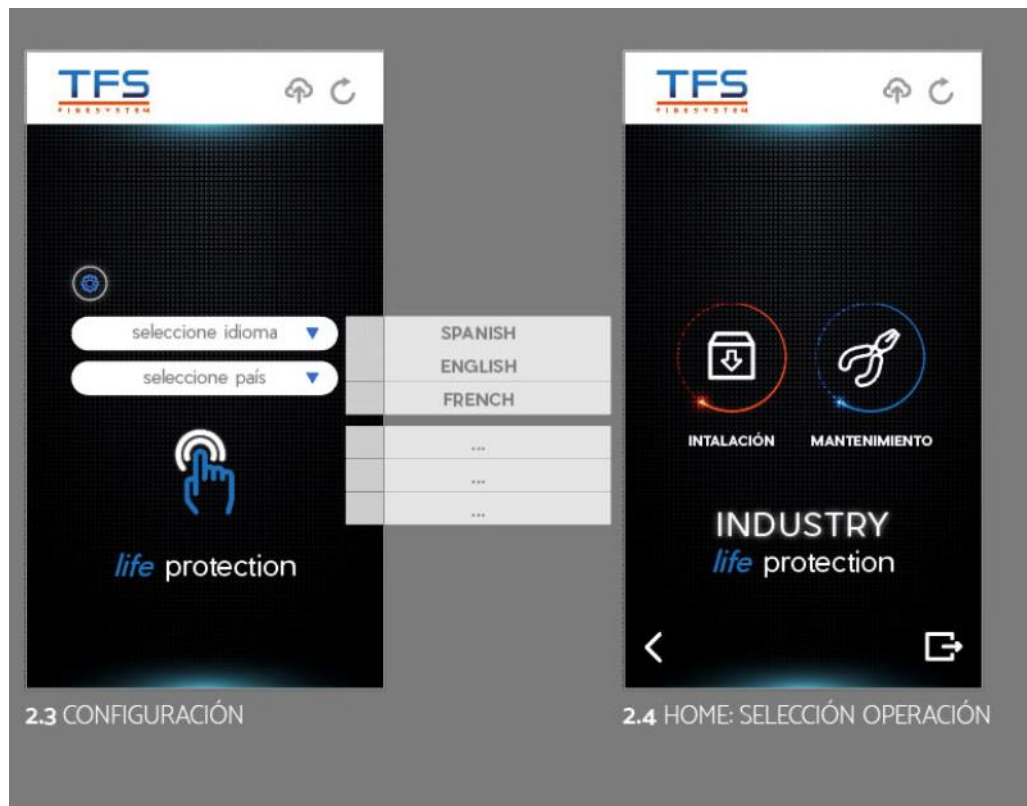 TFS
FIRESYSTEM
seleccione idioma
seleccione país
SPANISH
ENGLISH
FRENCH
...
...
...
life protection
2.3 CONFIGURACIÓN
TFS
FIRESYSTEM
INTALACIÓN
MANTENIMIENTO
INDUSTRY
life protection
2.4 HOME: SELECCIÓN OPERACIÓN